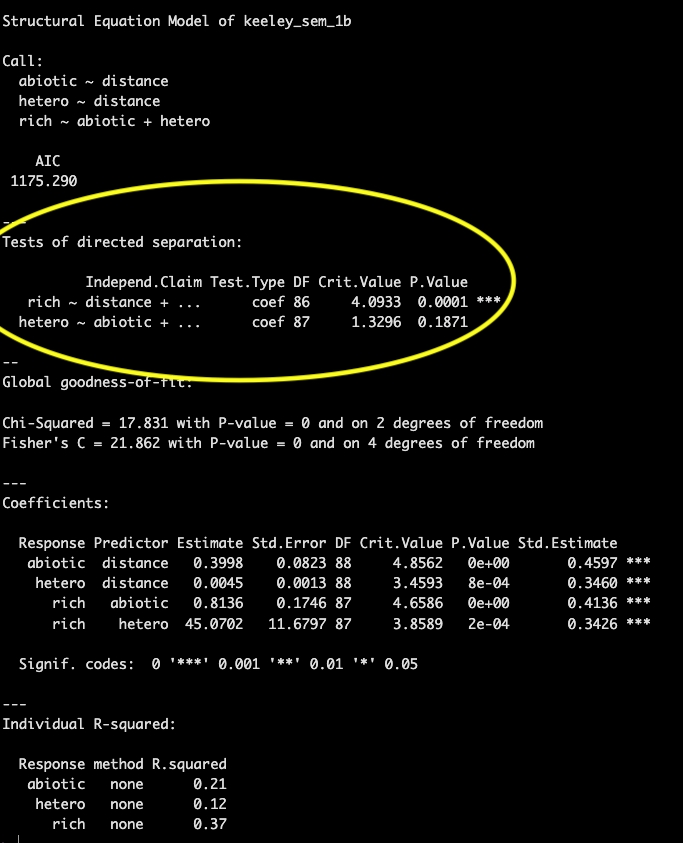 Structural Equation Model of keeley_sem_1b
Call:
abiotic ~ distance
hetero ~ distance
rich ~ abiotic + hetero
AIC
1175.290
---
Tests of directed separation:
Independ.Claim Test.Type DF Crit.Value P.Value
rich ~ distance + ... coef 86 4.0933 0.0001 ***
hetero ~ abiotic + ... coef 87 1.3296 0.1871
--
Global goodness-of-fit:
Chi-Squared = 17.831 with P-value = 0 and on 2 degrees of freedom
Fisher's C = 21.862 with P-value = 0 and on 4 degrees of freedom
---
Coefficients:
Response Predictor Estimate Std.Error DF Crit.Value P.Value Std.Estimate
abiotic distance 0.3998 0.0823 88 4.8562 0e+00 0.4597 ***
hetero distance 0.0045 0.0013 88 3.4593 8e-04 0.3460 ***
rich abiotic 0.8136 0.1746 87 4.6586 0e+00 0.4136 ***
rich hetero 45.0702 11.6797 87 3.8589 2e-04 0.3426 ***
Signif. codes: 0 '***' 0.001 '**' 0.01 '*' 0.05
---
Individual R-squared:
Response method R.squared
abiotic none 0.21
hetero none 0.12
rich none 0.37